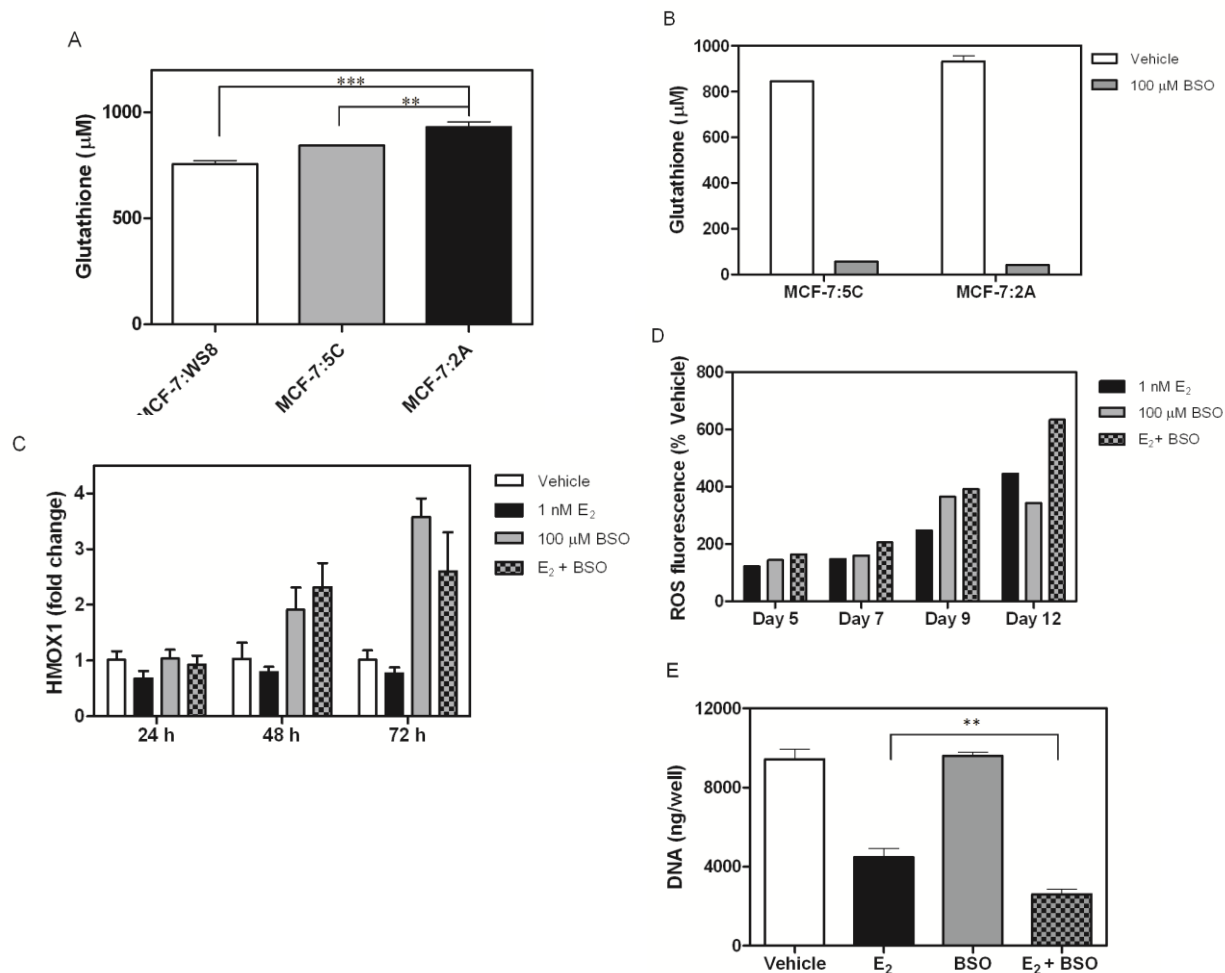 A
Glutathione (µM)
1000
500
0
***
**
MCF-7:WS8
MCF-7:5C
MCF-7:2A
B
Glutathione (µM)
1000
800
600
400
200
0
MCF-7:5C
MCF-7:2A
Vehicle
100 µM BSO
C
HMOX1 (fold change)
4
3
2
1
0
24 h
48 h
72 h
Vehicle
1 nM E₂
100 µM BSO
E₂ + BSO
D
ROS fluorescence (% Vehicle)
800
600
400
200
0
Day 5
Day 7
Day 9
Day 12
1 nM E₂
100 µM BSO
E₂+ BSO
E
DNA (ng/well)
12000
8000
4000
0
**
Vehicle
E₂
BSO
E₂ + BSO